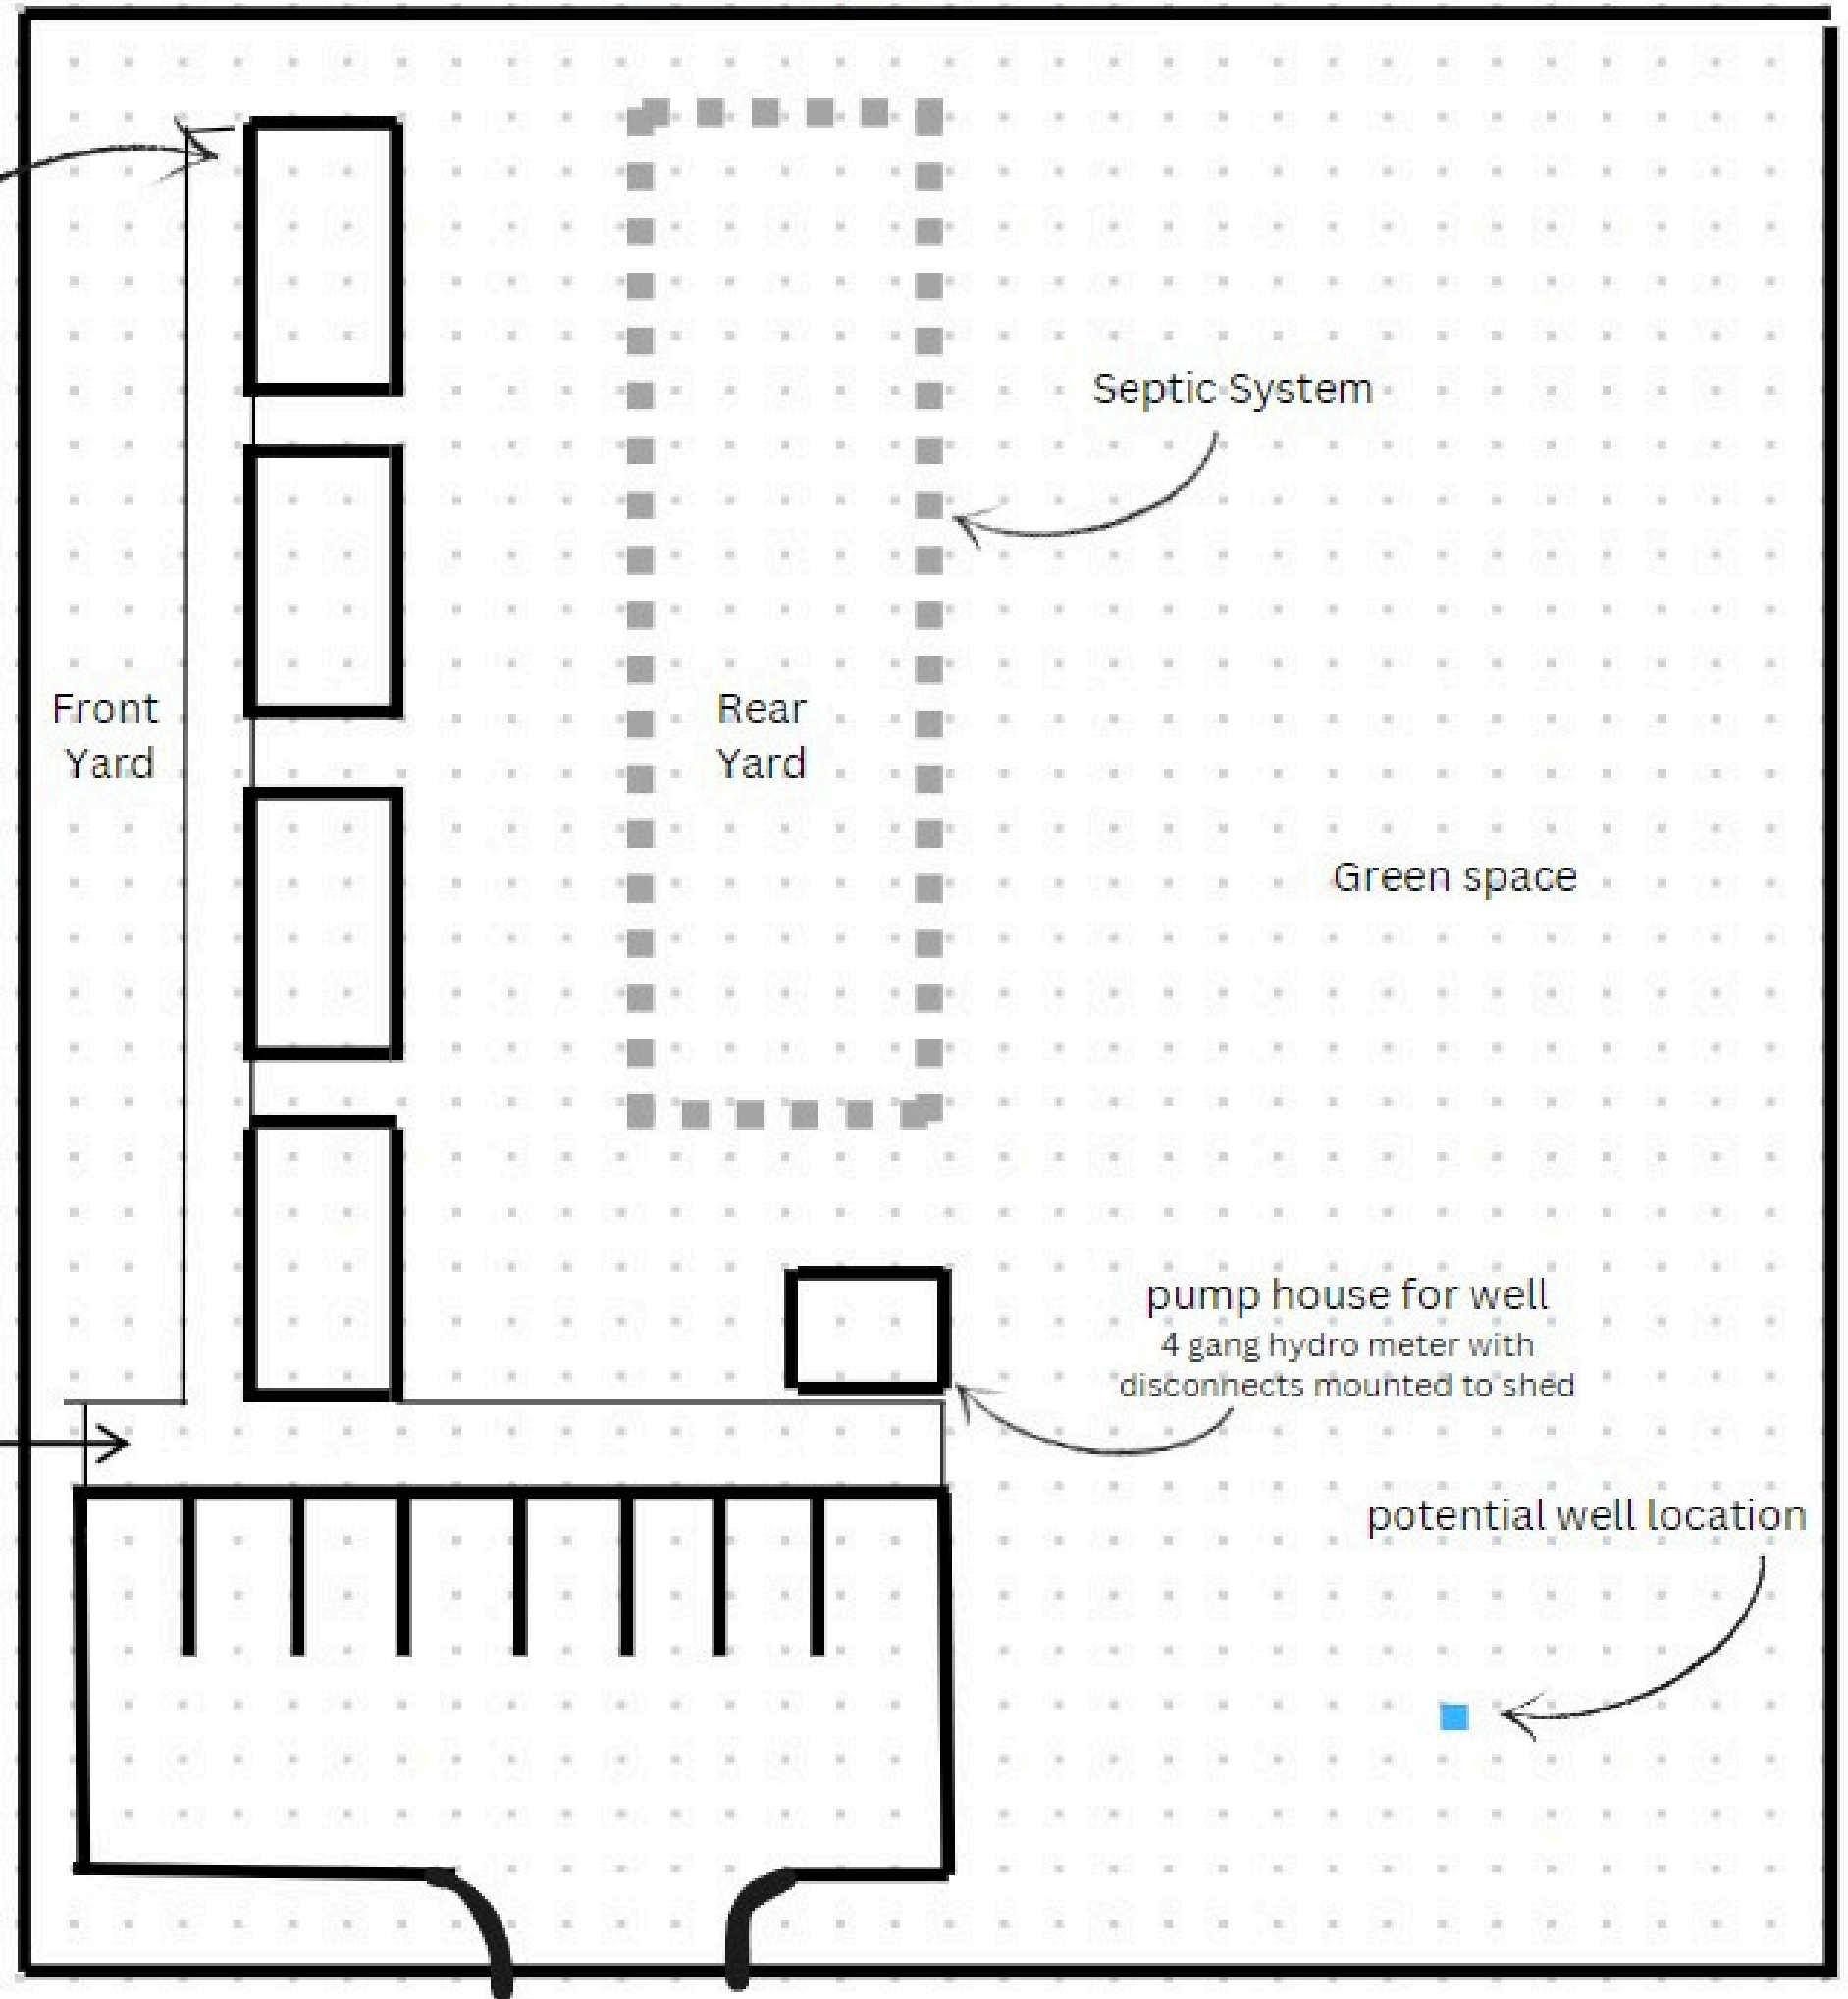 Septic System
Front
Yard
Rear
Yard
Green space
pump house for well
4 gang hydro meter with
disconnects mounted to shed
potential well location